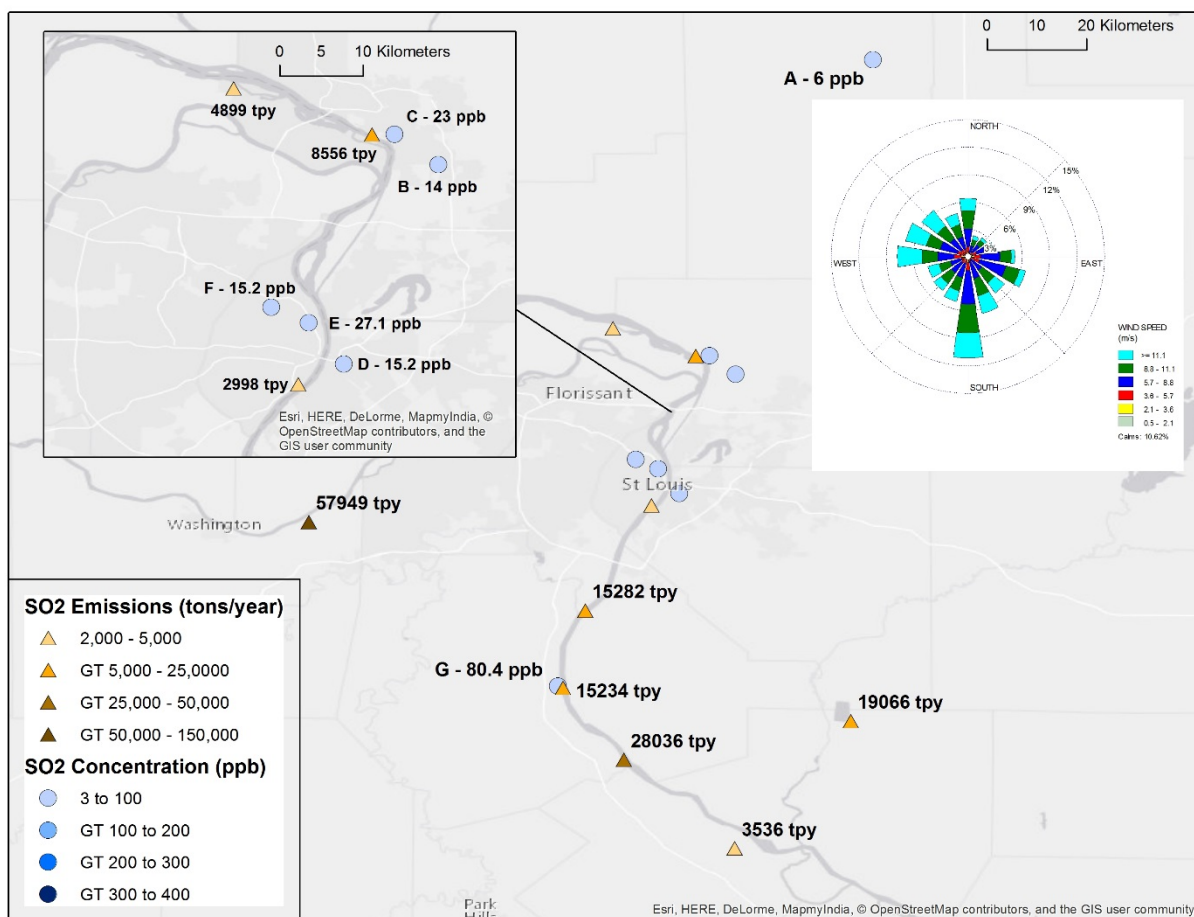 0 5 10 Kilometers
4899 tpy
C - 23 ppb
8556 tpy
B - 14 ppb
F - 15.2 ppb
E - 27.1 ppb
D - 15.2 ppb
2998 tpy
Esri, HERE, DeLorme, MapmyIndia, ©
OpenStreetMap contributors, and the
GIS user community
0 10 20 Kilometers
A - 6 ppb
NORTH
15%
12%
9%
6%
3%
WEST
EAST
SOUTH
WIND SPEED
(m/s)
>= 11.1
8.8 - 11.1
5.7 - 8.8
3.6 - 5.7
2.1 - 3.6
0.5 - 2.1
Calms: 10.62%
Florissant
St Louis
Washington
57949 tpy
15282 tpy
G - 80.4 ppb
15234 tpy
19066 tpy
28036 tpy
3536 tpy
Park
Hills
SO2 Emissions (tons/year)
2,000 - 5,000
GT 5,000 - 25,0000
GT 25,000 - 50,000
GT 50,000 - 150,000
SO2 Concentration (ppb)
3 to 100
GT 100 to 200
GT 200 to 300
GT 300 to 400
Esri, HERE, DeLorme, MapmyIndia, © OpenStreetMap contributors, and the GIS user community